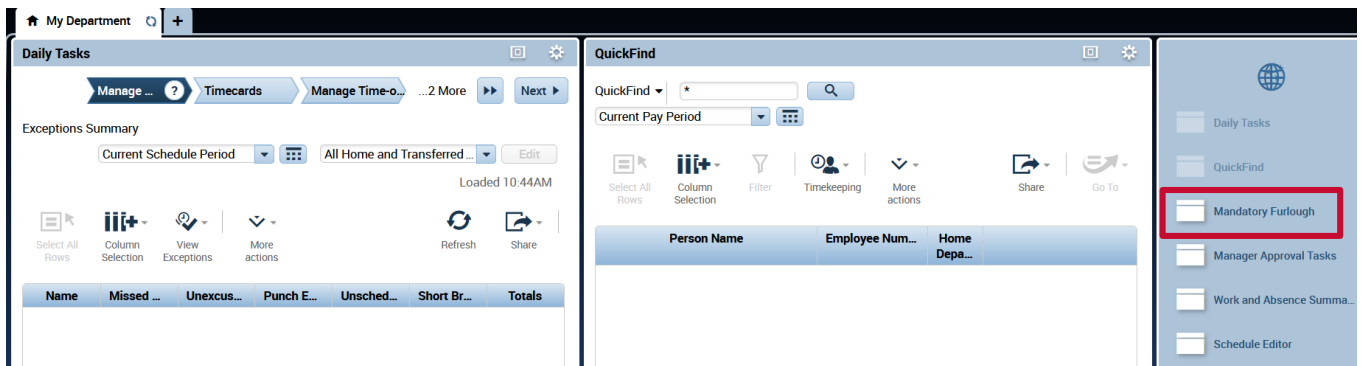 My Department
+
Daily Tasks
Manage ... ?
Timecards
Manage Time-o...
...2 More
Next
Exceptions Summary
Current Schedule Period
All Home and Transferred ...
Edit
Loaded 10:44AM
Select All Rows
Column Selection
View Exceptions
More actions
Refresh
Share
Name
Missed ...
Unexcus...
Punch E...
Unsched...
Short Br...
Totals
QuickFind
QuickFind
*
Current Pay Period
Select All Rows
Column Selection
Filter
Timekeeping
More actions
Share
Go To
Person Name
Employee Num...
Home Depa...
Daily Tasks
QuickFind
Mandatory Furlough
Manager Approval Tasks
Work and Absence Summa...
Schedule Editor